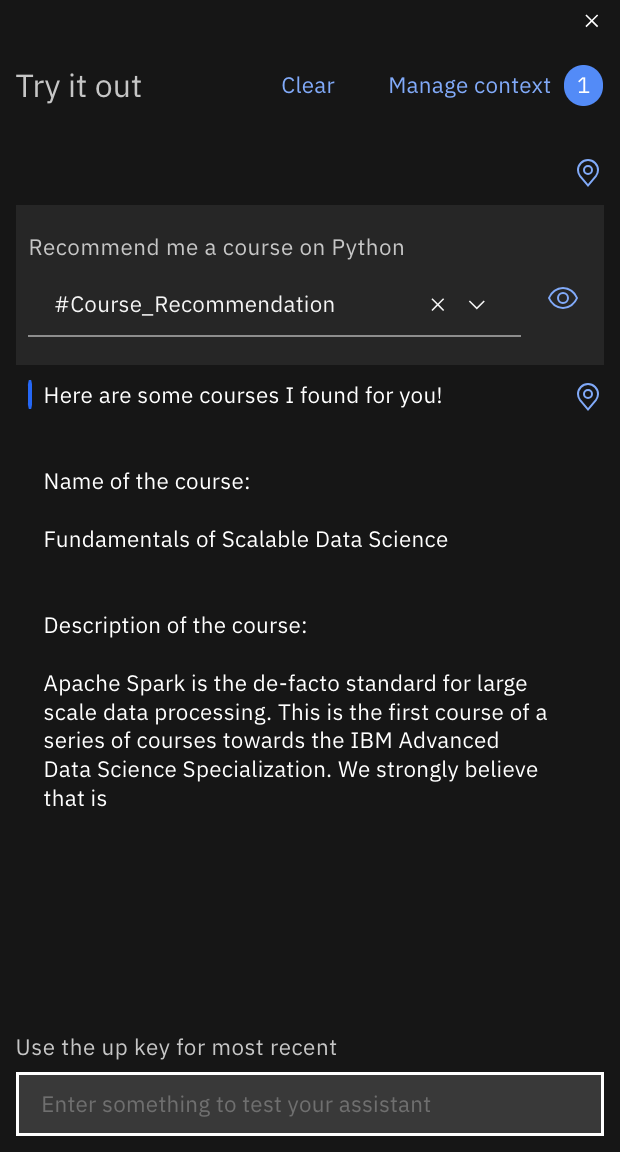 Try it out
Clear
Manage context
1
Recommend me a course on Python
#Course_Recommendation
Here are some courses I found for you!
Name of the course:
Fundamentals of Scalable Data Science
Description of the course:
Apache Spark is the de-facto standard for large
scale data processing. This is the first course of a
series of courses towards the IBM Advanced
Data Science Specialization. We strongly believe
that is
Use the up key for most recent
Enter something to test your assistant